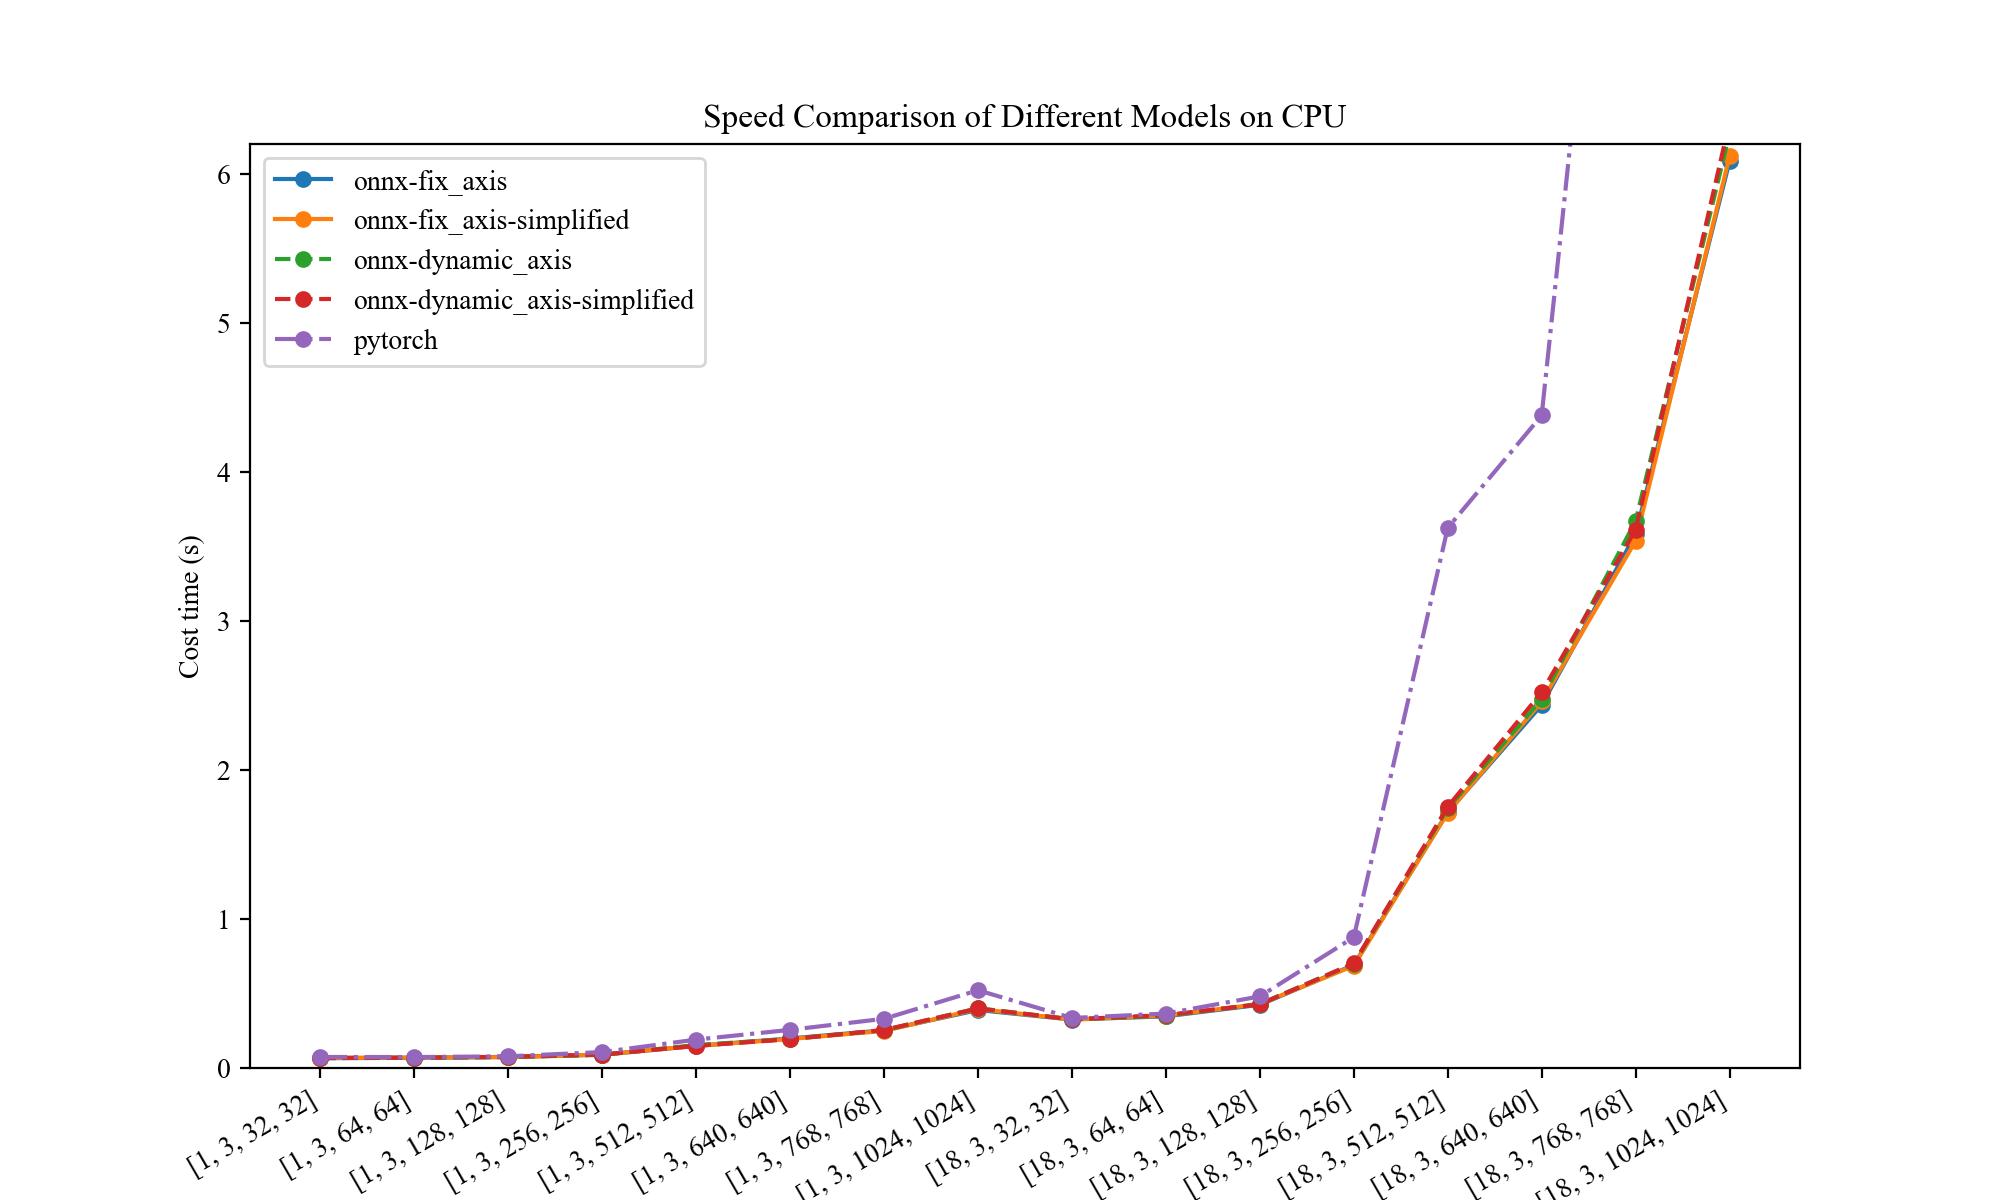 Speed Comparison of Different Models on CPU
6
5
4
3
2
1
0
Cost time (s)
onnx-fix_axis
onnx-fix_axis-simplified
onnx-dynamic_axis
onnx-dynamic_axis-simplified
pytorch
[1, 3, 32, 32]
[1, 3, 64, 64]
[1, 3, 128, 128]
[1, 3, 256, 256]
[1, 3, 512, 512]
[1, 3, 640, 640]
[1, 3, 768, 768]
[1, 3, 1024, 1024]
[18, 3, 32, 32]
[18, 3, 64, 64]
[18, 3, 128, 128]
[18, 3, 256, 256]
[18, 3, 512, 512]
[18, 3, 640, 640]
[18, 3, 768, 768]
[18, 3, 1024, 1024]